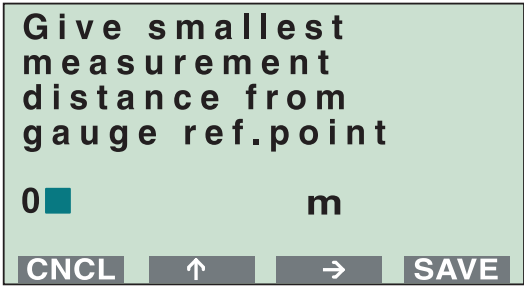 Give smallest
measurement
distance from
gauge ref.point
0 m
CNCL ↑ → SAVE